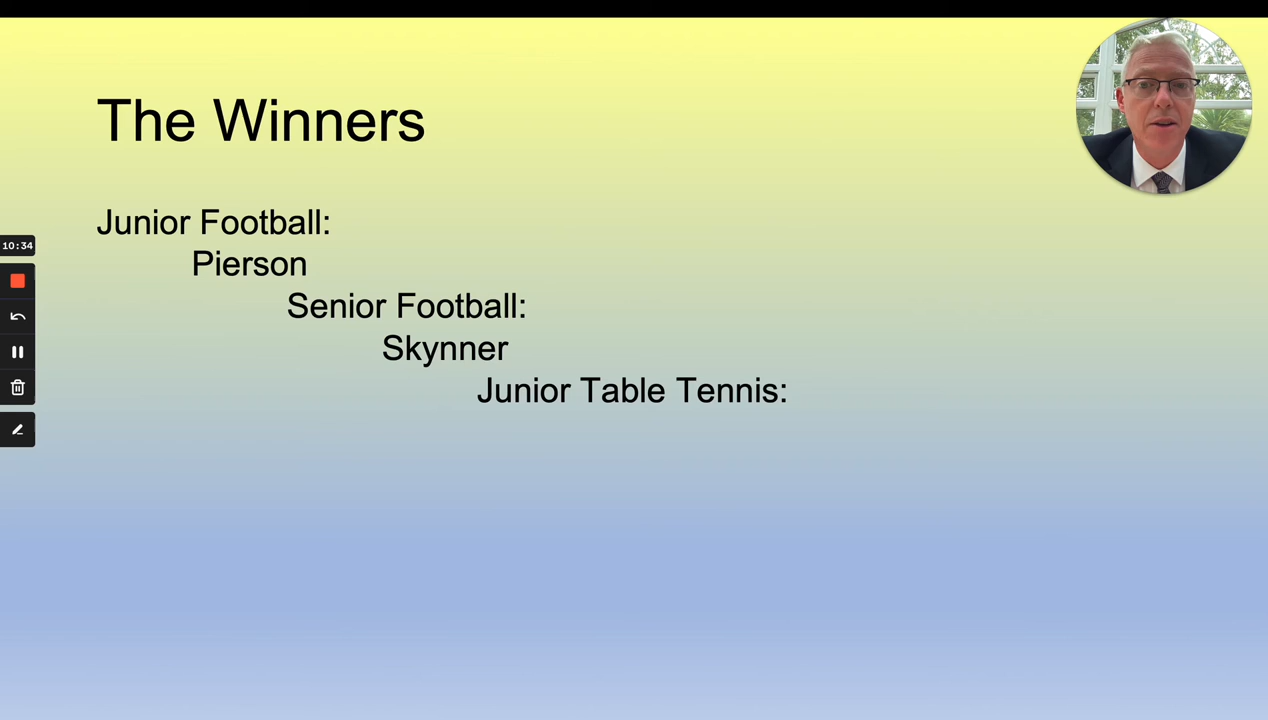 The Winners
Junior Football:
Pierson
10:34
Senior Football:
Skynner
Junior Table Tennis: